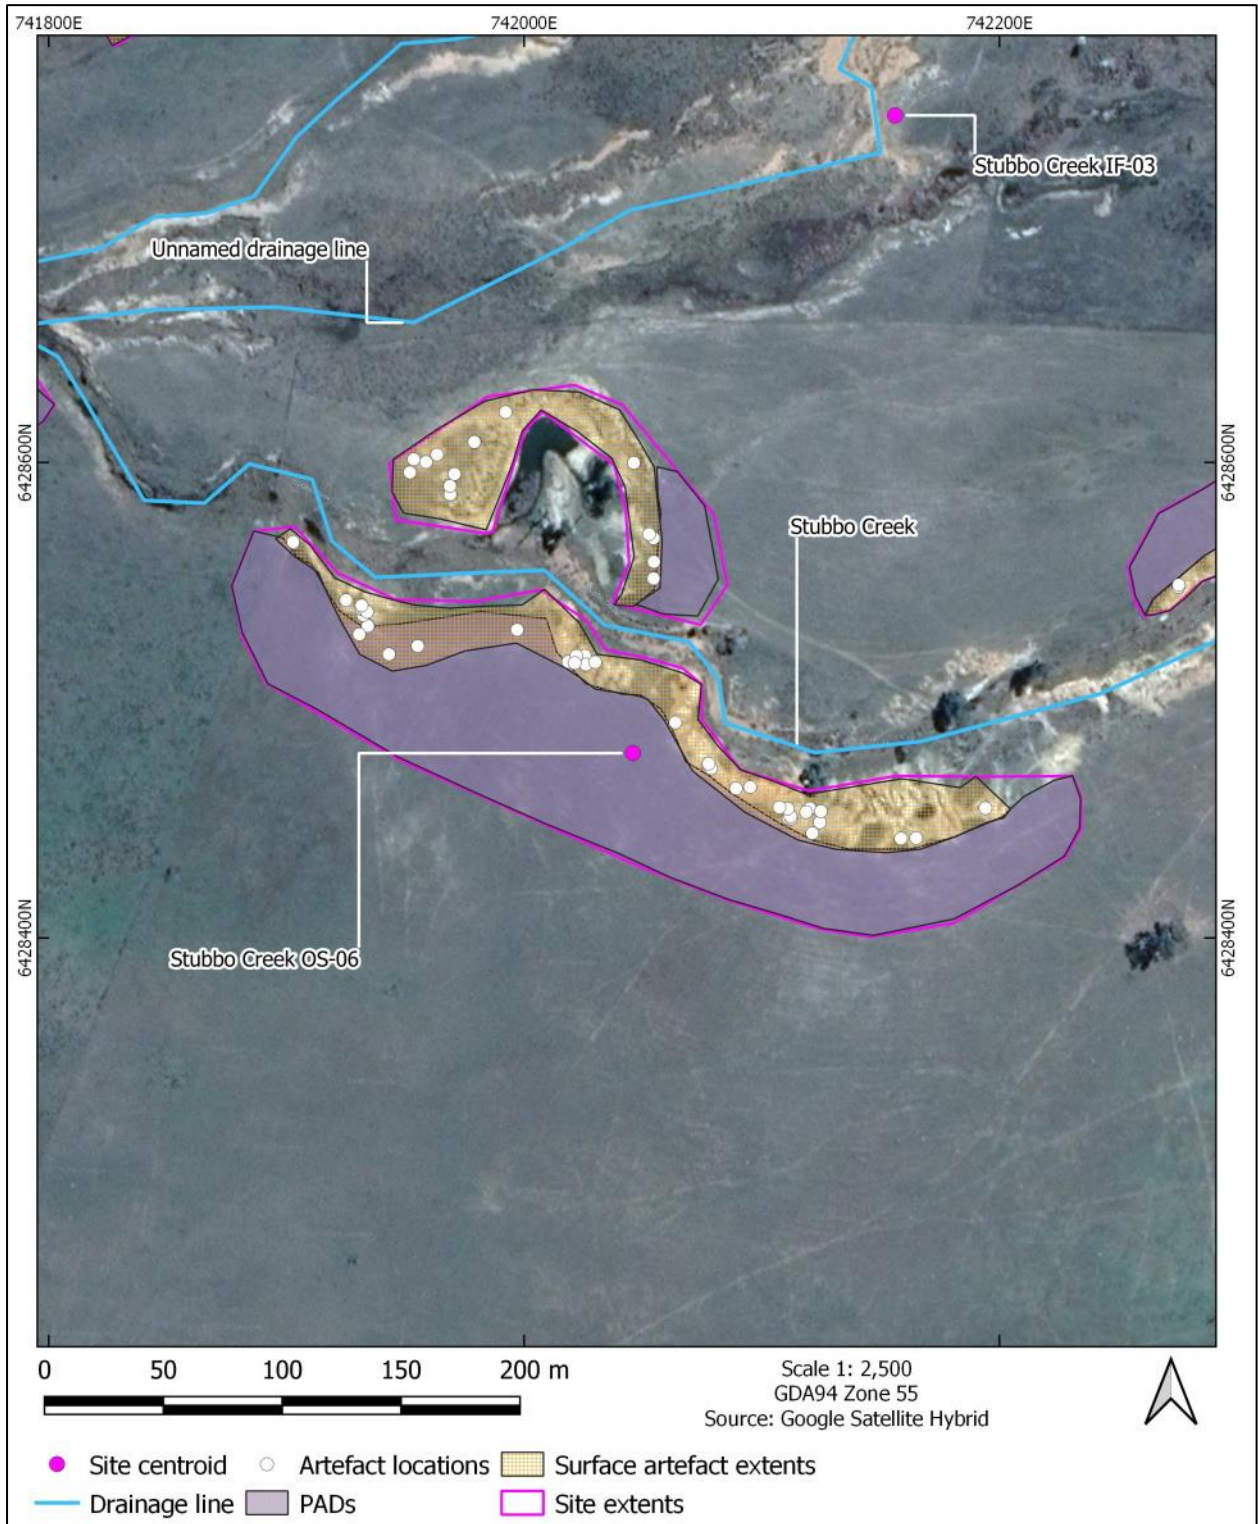 741800E
742000E
742200E
Stubbo Creek IF-03
Unnamed drainage line
6428600N
6428600N
Stubbo Creek
6428400N
6428400N
Stubbo Creek OS-06
0 50 100 150 200 m
Scale 1: 2,500
GDA94 Zone 55
Source: Google Satellite Hybrid
Site centroid
Artefact locations
Surface artefact extents
Drainage line
PADs
Site extents